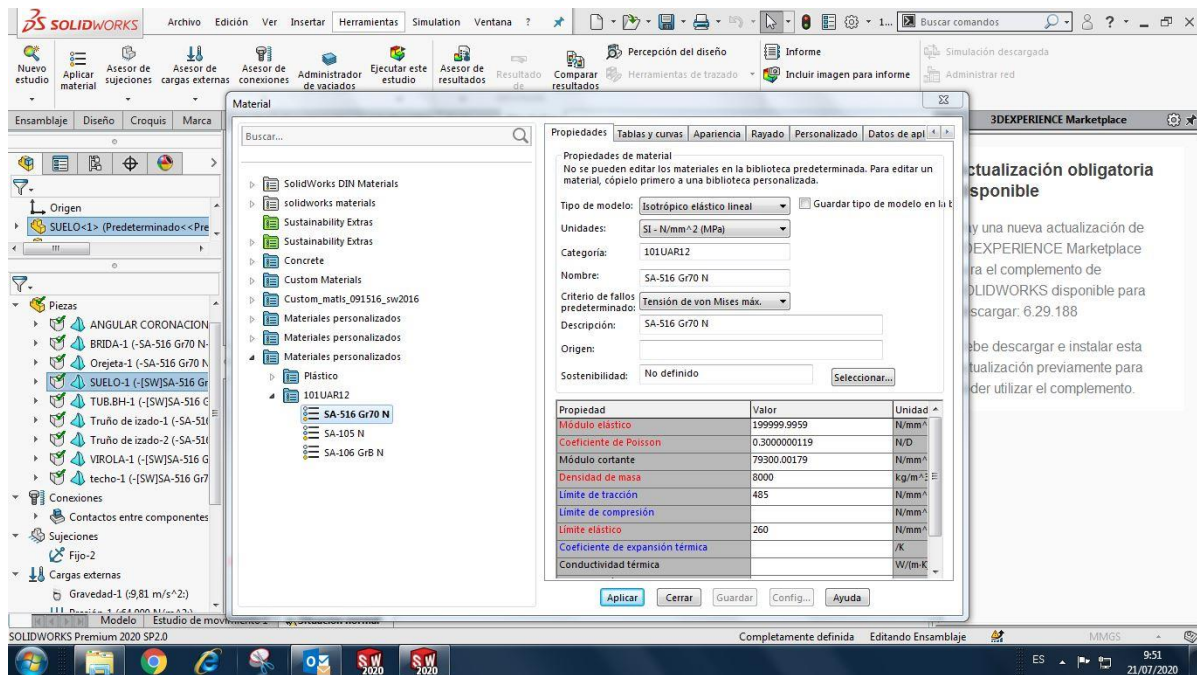 SOLIDWORKS
Archivo Edición Ver Insertar Herramientas Simulation Ventana ?
1...
Buscar comandos
Nuevo estudio
Aplicar material
Asesor de sujeciones
Asesor de cargas externas
Asesor de conexiones
Administrador de vaciados
Ejecutar este estudio
Asesor de resultados
Resultado de
Comparar resultados
Percepción del diseño
Herramientas de trazado
Informe
Incluir imagen para informe
Simulación descargada
Administrar red
Ensamblaje Diseño Croquis Marca
Origen
SUELO<1> (Predeterminado<<Pre
Piezas
ANGULAR CORONACION
BRIDA-1 (-SA-516 Gr70 N-
Orejeta-1 (-SA-516 Gr70 N
SUELO-1 (-[SW]SA-516 Gr
TUB.BH-1 (-[SW]SA-516 G
Truño de izado-1 (-SA-516
Truño de izado-2 (-SA-516
VIROLA-1 (-[SW]SA-516 G
techo-1 (-[SW]SA-516 Gr7
Conexiones
Contactos entre componentes
Sujeciones
Fijo-2
Cargas externas
Gravedad-1 (:9,81 m/s^2:)
Modelo
Material
Buscar...
SolidWorks DIN Materials
solidworks materials
Sustainability Extras
Sustainability Extras
Concrete
Custom Materials
Custom_matls_091516_sw2016
Materiales personalizados
Materiales personalizados
Materiales personalizados
Plástico
101UAR12
SA-516 Gr70 N
SA-105 N
SA-106 GrB N
Propiedades Tablas y curvas Apariencia Rayado Personalizado Datos de apl
Propiedades de material
No se pueden editar los materiales en la biblioteca predeterminada. Para editar un
material, cópielo primero a una biblioteca personalizada.
Tipo de modelo: Isotrópico elástico lineal Guardar tipo de modelo en la b
Unidades: SI - N/mm^2 (MPa)
Categoría: 101UAR12
Nombre: SA-516 Gr70 N
Criterio de fallos predeterminado: Tensión de von Mises máx.
Descripción: SA-516 Gr70 N
Origen:
Sostenibilidad: No definido Seleccionar...
Propiedad Valor Unidad
Módulo elástico 199999.9959 N/mm^
Coeficiente de Poisson 0.3000000119 N/D
Módulo cortante 79300.00179 N/mm^
Densidad de masa 8000 kg/m^3
Límite de tracción 485 N/mm^
Límite de compresión N/mm^
Límite elástico 260 N/mm^
Coeficiente de expansión térmica /K
Conductividad térmica W/(m·K
Aplicar Cerrar Guardar Config... Ayuda
3DEXPERIENCE Marketplace
ctualización obligatoria
sponible
y una nueva actualización de
DEXPERIENCE Marketplace
ra el complemento de
OLIDWORKS disponible para
scargar: 6.29.188
ebe descargar e instalar esta
tualización previamente para
der utilizar el complemento.
SOLIDWORKS Premium 2020 SP2.0
Completamente definida Editando Ensamblaje MMGS
SW 2020
SW 2020
ES
9:51
21/07/2020